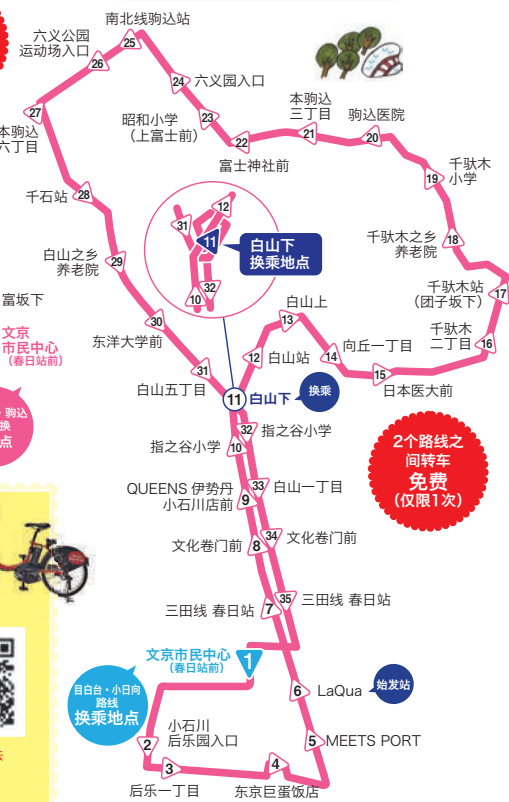 南北线驹込站
25
六义公园
运动场入口
26
24
六义园入口
27
本驹込
六丁目
昭和小学
（上富士前）
23
22
富士神社前
本驹込
三丁目
21
驹込医院
20
19
千驮木
小学
千驮木之乡
养老院
18
17
千驮木站
（团子坂下）
千驮木
二丁目
16
28
千石站
白山之乡
养老院
29
富坂下
文京
市民中心
（春日站前）
30
东洋大学前
31
白山五丁目
12
31
11
10
32
白山下
换乘地点
白山上
13
12
白山站
14
向丘一丁目
15
日本医大前
11
白山下
换乘
32
指之谷小学
10
指之谷小学
2个路线之
间转车
免费
（仅限1次）
QUEENS 伊势丹
小石川店前
9
33
白山一丁目
34
文化卷门前
文化卷门前
8
35
三田线 春日站
三田线 春日站
7
文京市民中心
（春日站前）
1
目白台・小日向
路线
换乘地点
6
LaQua
始发站
小石川
后乐园入口
2
3
后乐一丁目
4
东京巨蛋饭店
5
MEETS PORT
・驹込
换
点